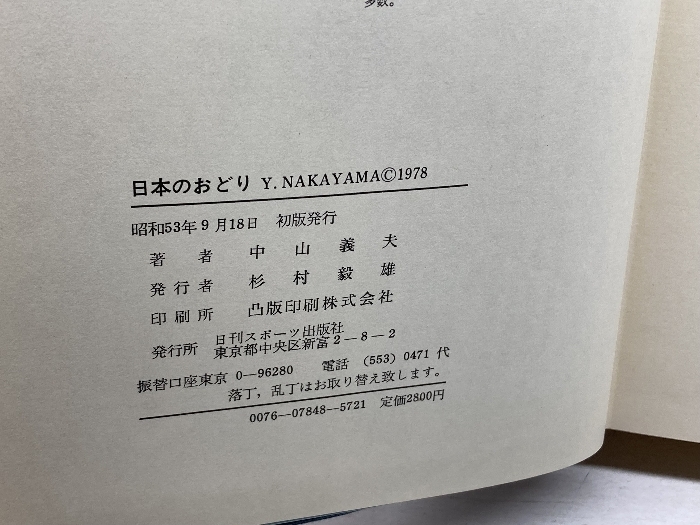 多数。
日本のおどり Y. NAKAYAMA©1978
昭和53年9月18日 初版発行
著者 中山義夫
発行者 杉村毅雄
印刷所 凸版印刷株式会社
発行所 日刊スポーツ出版社
東京都中央区新富2−8−2
振替口座東京 0—96280 電話 (553) 0471 代
落丁,乱丁はお取り替え致します。
0076--07848--5721 定価2800円